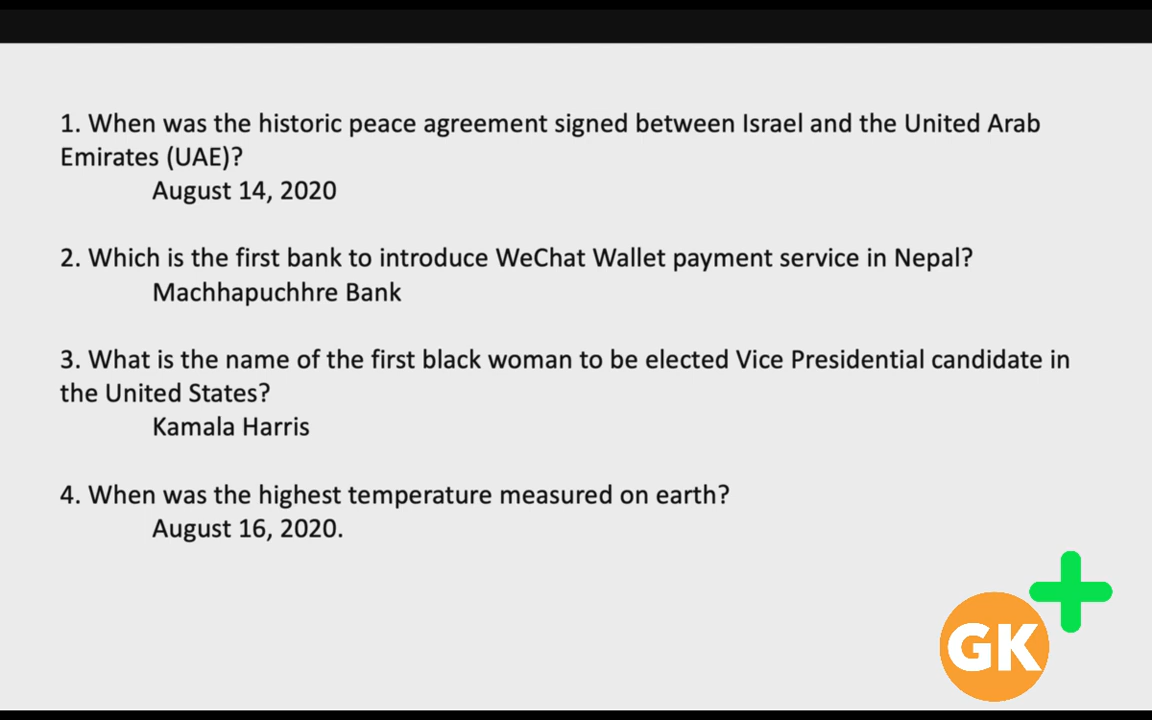 1. When was the historic peace agreement signed between Israel and the United Arab
Emirates (UAE)?
August 14, 2020
2. Which is the first bank to introduce WeChat Wallet payment service in Nepal?
Machhapuchhre Bank
3. What is the name of the first black woman to be elected Vice Presidential candidate in
the United States?
Kamala Harris
4. When was the highest temperature measured on earth?
August 16, 2020.
GK